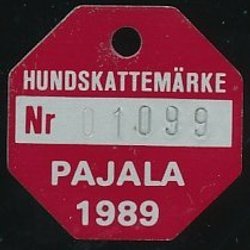 HUNDSKATTEMÄRKE
Nr 01099
PAJALA
1989